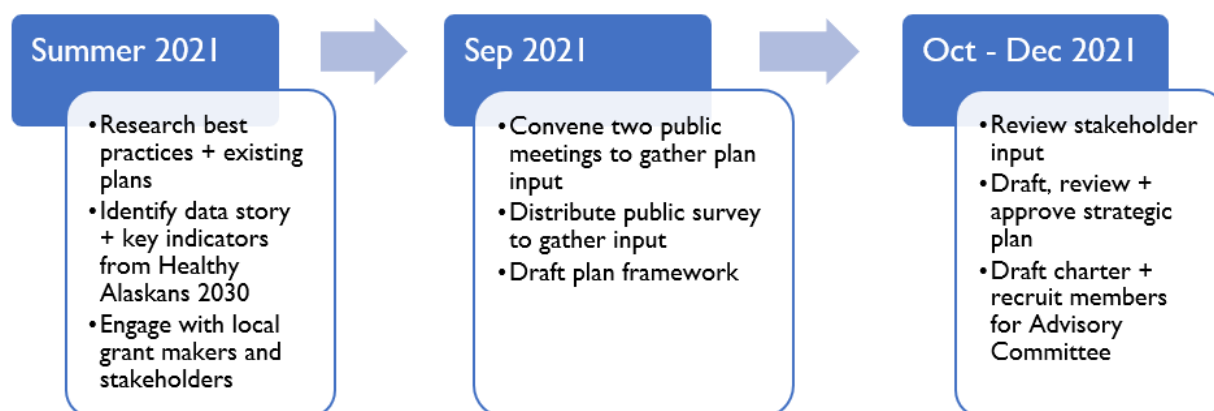 Summer 2021
•Research best
practices + existing
plans
•Identify data story
+ key indicators
from Healthy
Alaskans 2030
•Engage with local
grant makers and
stakeholders
Sep 2021
•Convene two public
meetings to gather plan
input
•Distribute public survey
to gather input
•Draft plan framework
Oct - Dec 2021
•Review stakeholder
input
•Draft, review +
approve strategic
plan
•Draft charter +
recruit members
for Advisory
Committee